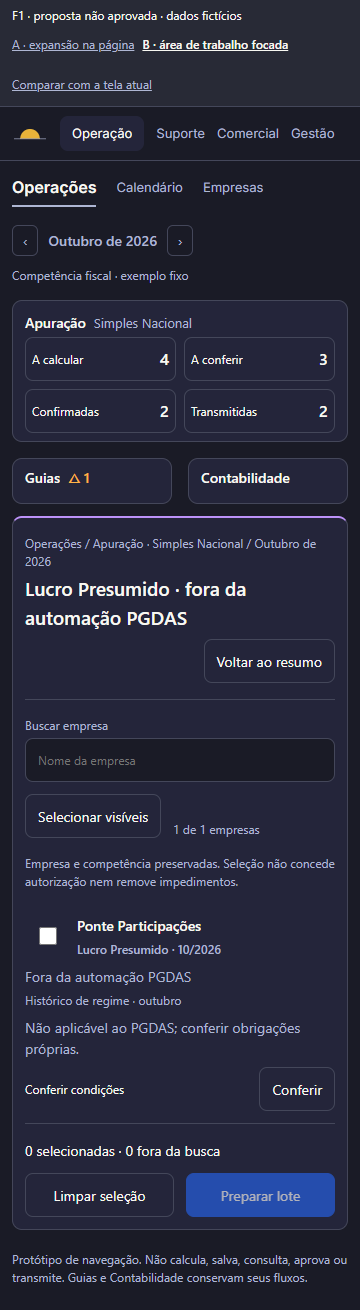 F1 · proposta não aprovada · dados fictícios
A · expansão na página B · área de trabalho focada
Comparar com a tela atual
Operação Suporte Comercial Gestão
Operações Calendário Empresas
‹ Outubro de 2026 ›
Competência fiscal · exemplo fixo
Apuração Simples Nacional
A calcular 4 A conferir 3
Confirmadas 2 Transmitidas 2
Guias △ 1 Contabilidade
Operações / Apuração · Simples Nacional / Outubro de
2026
Lucro Presumido · fora da
automação PGDAS
Voltar ao resumo
Buscar empresa
Nome da empresa
Selecionar visíveis 1 de 1 empresas
Empresa e competência preservadas. Seleção não concede
autorização nem remove impedimentos.
Ponte Participações
Lucro Presumido · 10/2026
Fora da automação PGDAS
Histórico de regime · outubro
Não aplicável ao PGDAS; conferir obrigações
próprias.
Conferir condições Conferir
0 selecionadas · 0 fora da busca
Limpar seleção Preparar lote
Protótipo de navegação. Não calcula, salva, consulta, aprova ou
transmite. Guias e Contabilidade conservam seus fluxos.